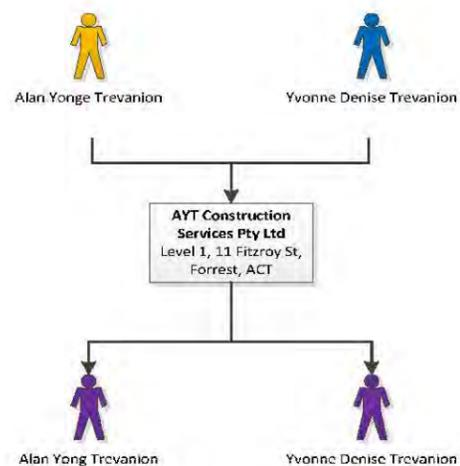 Alan Yonge Trevanion
Yvonne Denise Trevanion
AYT Construction
Services Pty Ltd
Level 1, 11 Fitzroy St,
Forrest, ACT
Alan Yong Trevanion
Yvonne Denise Trevanion